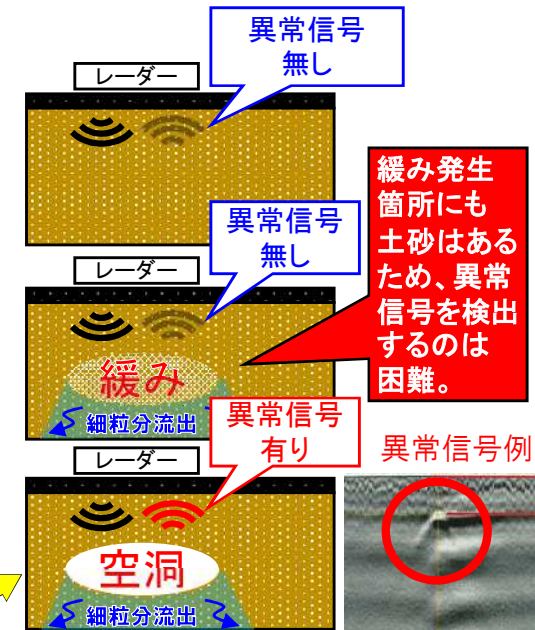 異常信号
無し
レーダー
緩み発生
箇所にも
土砂はある
ため、異常
信号を検出
するのは
困難。
異常信号
無し
レーダー
緩み
細粒分流出
異常信号
有り
異常信号例
レーダー
空洞
細粒分流出